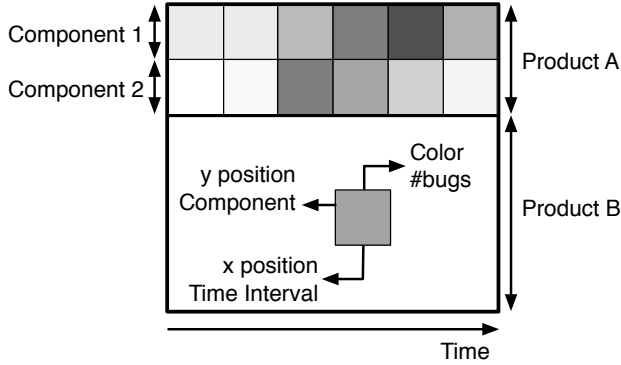 Component 1
Component 2
Product A
Color
#bugs
y position
Component
Product B
x position
Time Interval
Time